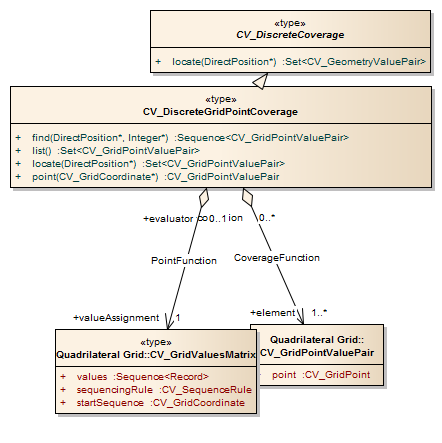 «type»
CV_DiscreteCoverage
+ locate(DirectPosition*) :Set<CV_GeometryValuePair>
«type»
CV_DiscreteGridPointCoverage
+ find(DirectPosition*, Integer*) :Sequence<CV_GridPointValuePair>
+ list() :Set<CV_GridPointValuePair>
+ locate(DirectPosition*) :Set<CV_GridPointValuePair>
+ point(CV_GridCoordinate*) :CV_GridPointValuePair
+evaluator 0..1 ion 0..*
PointFunction
CoverageFunction
+valueAssignment 1
+element 1..*
«type»
Quadrilateral Grid::CV_GridValuesMatrix
+ values :Sequence<Record>
+ sequencingRule :CV_SequenceRule
+ startSequence :CV_GridCoordinate
Quadrilateral Grid::
CV_GridPointValuePair
point :CV_GridPoint